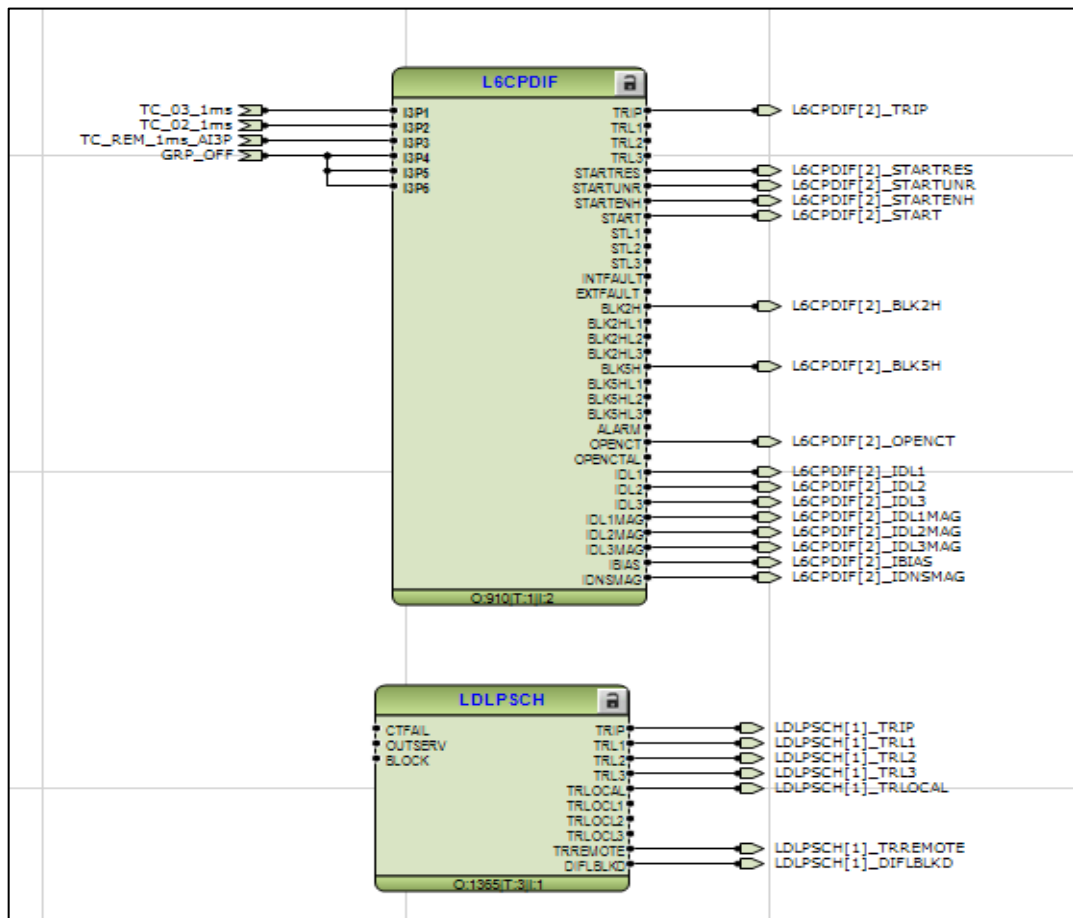 L6CPDIF
TC_03_1ms I3P1 TRIP L6CPDIF[2]_TRIP
TC_02_1ms I3P2 TRL1
TC_REM_1ms_AI3P I3P3 TRL2
GRP_OFF I3P4 TRL3
I3P5 STARTRES L6CPDIF[2]_STARTRES
I3P6 STARTUNR L6CPDIF[2]_STARTUNR
STARTENH L6CPDIF[2]_STARTENH
START L6CPDIF[2]_START
STL1
STL2
STL3
INTFAULT
EXTFAULT
BLK2H L6CPDIF[2]_BLK2H
BLK2HL1
BLK2HL2
BLK2HL3
BLK5H L6CPDIF[2]_BLK5H
BLK5HL1
BLK5HL2
BLK5HL3
ALARM
OPENCT L6CPDIF[2]_OPENCT
OPENCTAL
IDL1 L6CPDIF[2]_IDL1
IDL2 L6CPDIF[2]_IDL2
IDL3 L6CPDIF[2]_IDL3
IDL1MAG L6CPDIF[2]_IDL1MAG
IDL2MAG L6CPDIF[2]_IDL2MAG
IDL3MAG L6CPDIF[2]_IDL3MAG
IBIAS L6CPDIF[2]_IBIAS
IDNSMAG L6CPDIF[2]_IDNSMAG
O:910|T:1|I:2
LDLPSCH
CTFAIL TRIP LDLPSCH[1]_TRIP
OUTSERV TRL1 LDLPSCH[1]_TRL1
BLOCK TRL2 LDLPSCH[1]_TRL2
TRL3 LDLPSCH[1]_TRL3
TRLOCAL LDLPSCH[1]_TRLOCAL
TRLOCL1
TRLOCL2
TRLOCL3
TRREMOTE LDLPSCH[1]_TRREMOTE
DIFLBLKD LDLPSCH[1]_DIFLBLKD
O:1365|T:3|I:1